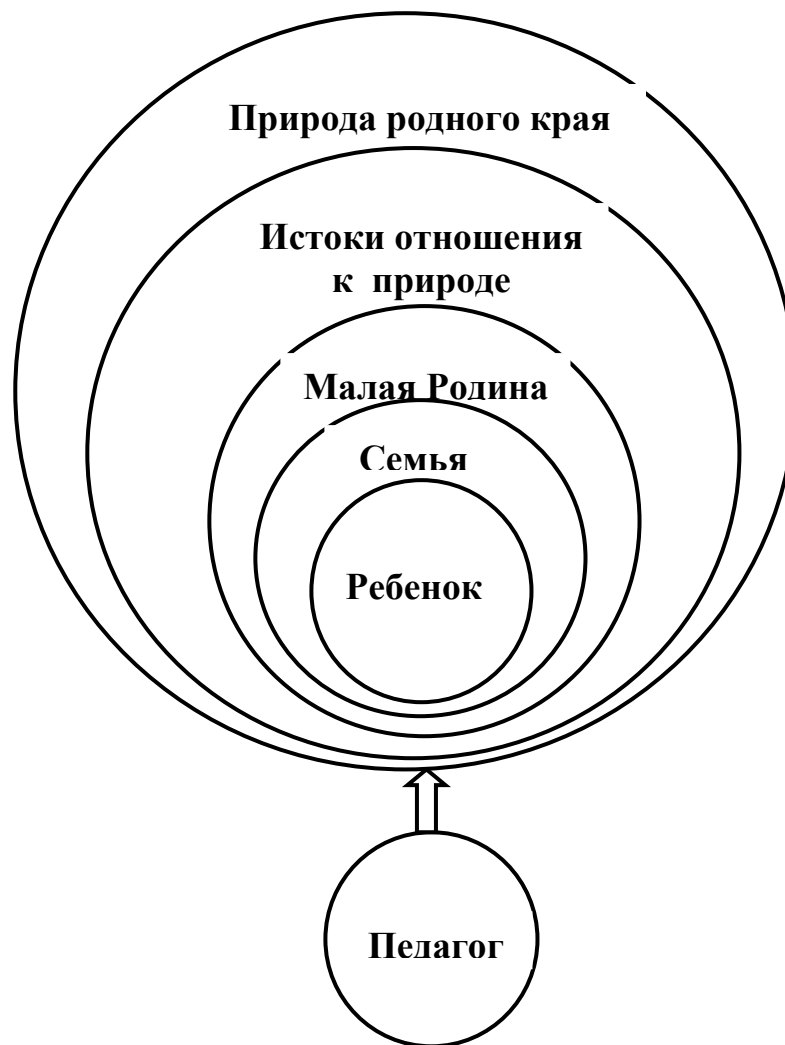 Природа родного края
Истоки отношения
к природе
Малая Родина
Семья
Ребенок
Педагог